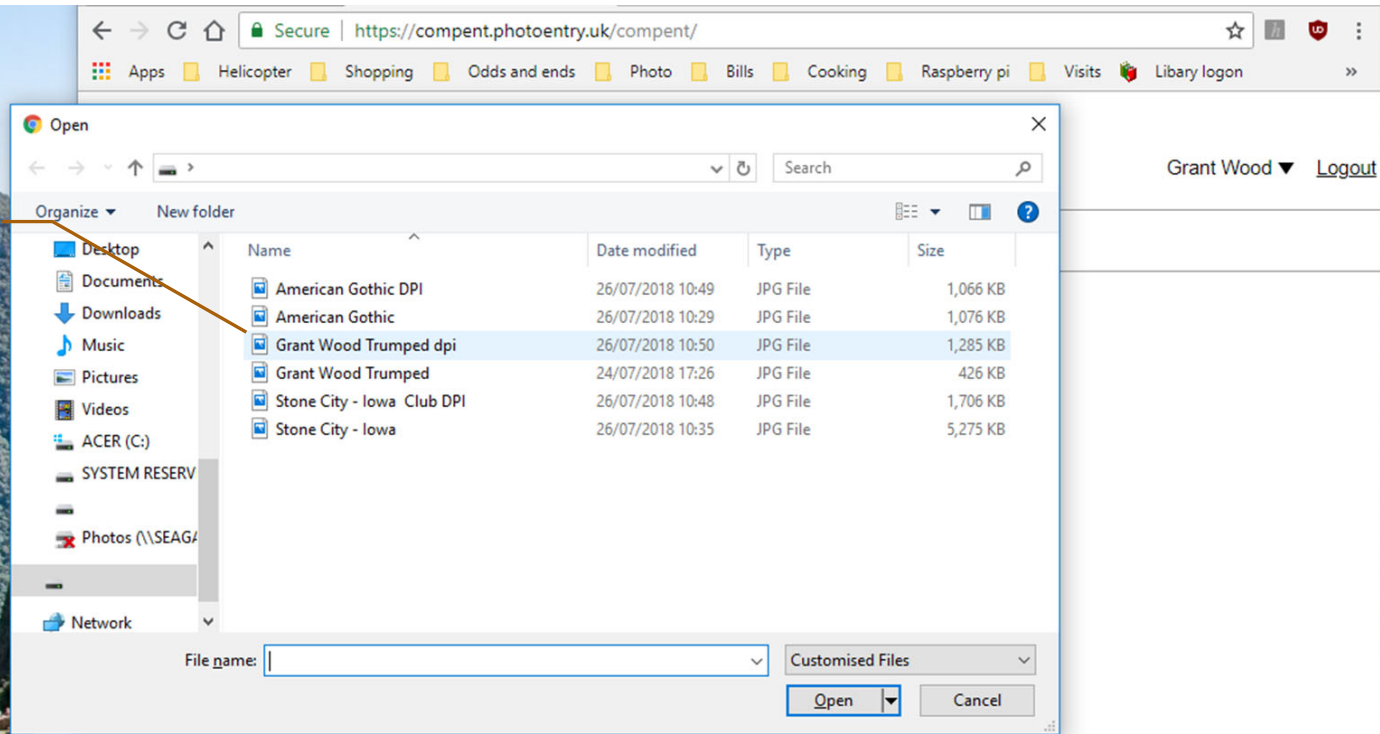 Secure | https://compent.photoentry.uk/compent/ h UD
Apps Helicopter Shopping Odds and ends Photo Bills Cooking Raspberry pi Visits Libary logon »
Open
Search
Grant Wood ▼ Logout
Organize New folder ?
Name Date modified Type Size
Desktop
Documents
Downloads
Music
Pictures
Videos
ACER (C:)
SYSTEM RESERV
Photos (\\SEAGA
Network
American Gothic DPI 26/07/2018 10:49 JPG File 1,066 KB
American Gothic 26/07/2018 10:29 JPG File 1,076 KB
Grant Wood Trumped dpi 26/07/2018 10:50 JPG File 1,285 KB
Grant Wood Trumped 24/07/2018 17:26 JPG File 426 KB
Stone City - Iowa Club DPI 26/07/2018 10:48 JPG File 1,706 KB
Stone City - Iowa 26/07/2018 10:35 JPG File 5,275 KB
File name: Customised Files
Open Cancel